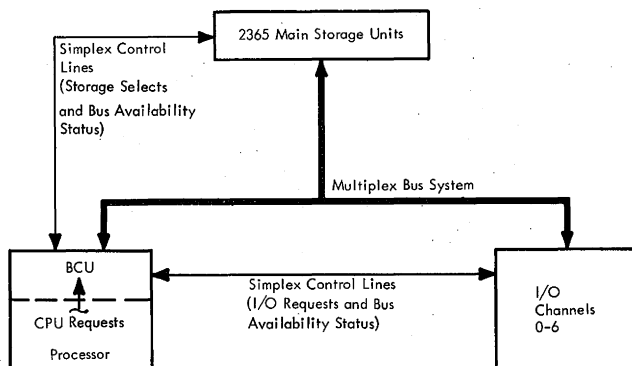 2365 Main Storage Units
Simplex Control
Lines
(Storage Selects
and Bus Availability
Status)
Multiplex Bus System
BCU
CPU Requests
Processor
Simplex Control Lines
(I/O Requests and Bus
Availability Status)
I/O
Channels
0-6